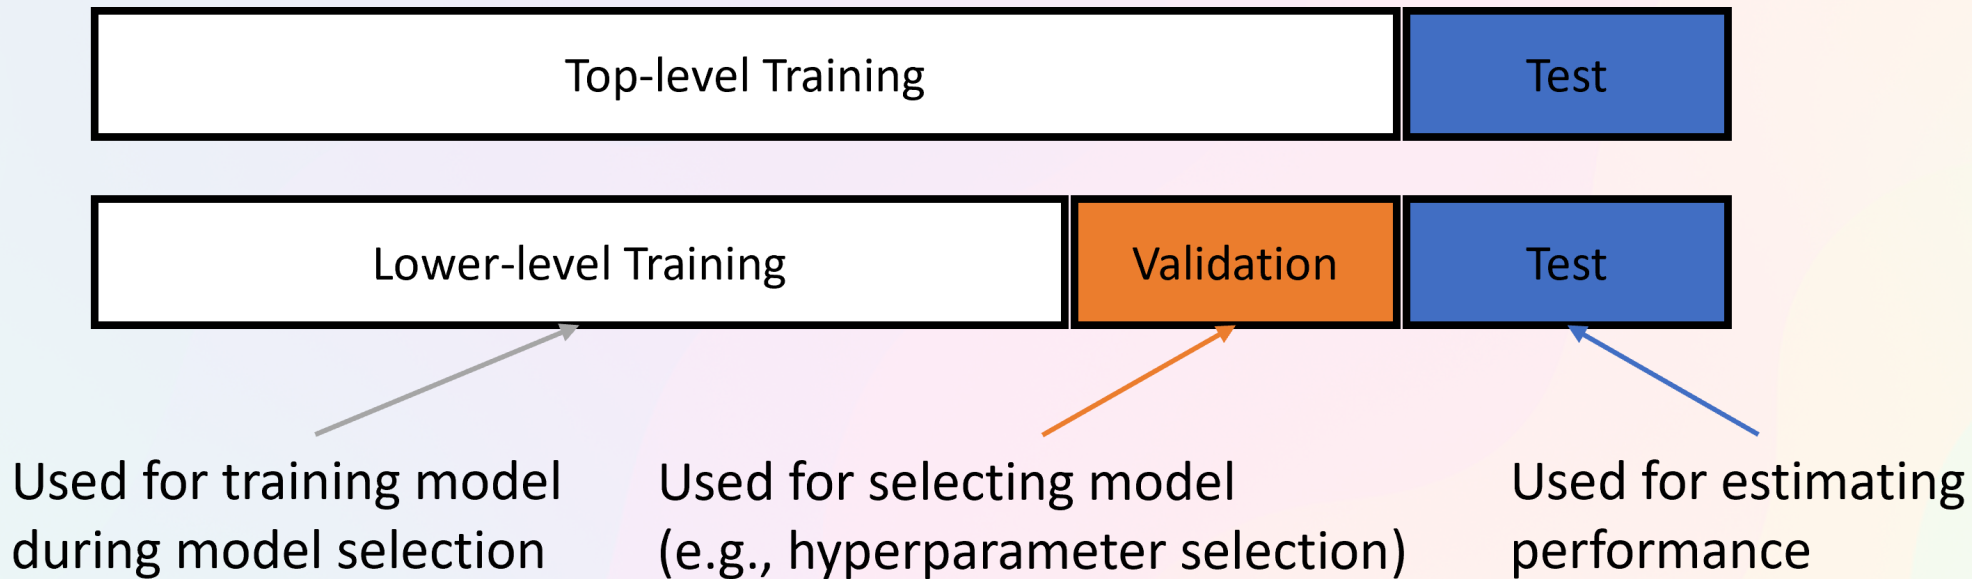 Top-level Training
Test
Lower-level Training
Validation
Test
Used for training model
during model selection
Used for selecting model
(e.g., hyperparameter selection)
Used for estimating
performance